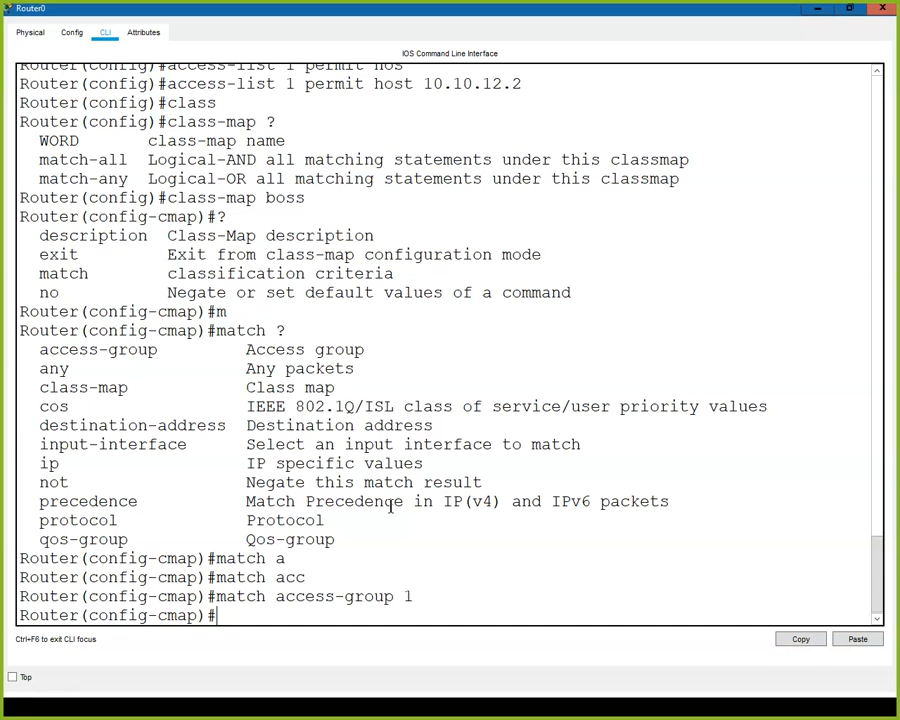 Router0
Physical Config CLI Attributes
IOS Command Line Interface
Router(config)#access-list 1 permit hos
Router(config)#access-list 1 permit host 10.10.12.2
Router(config)#class
Router(config)#class-map ?
  WORD       class-map name
  match-all  Logical-AND all matching statements under this classmap
  match-any  Logical-OR all matching statements under this classmap
Router(config)#class-map boss
Router(config-cmap)#?
  description  Class-Map description
  exit         Exit from class-map configuration mode
  match        classification criteria
  no           Negate or set default values of a command
Router(config-cmap)#m
Router(config-cmap)#match ?
  access-group         Access group
  any                  Any packets
  class-map            Class map
  cos                  IEEE 802.1Q/ISL class of service/user priority values
  destination-address  Destination address
  input-interface      Select an input interface to match
  ip                   IP specific values
  not                  Negate this match result
  precedence           Match Precedence in IP(v4) and IPv6 packets
  protocol             Protocol
  qos-group            Qos-group
Router(config-cmap)#match a
Router(config-cmap)#match acc
Router(config-cmap)#match access-group 1
Router(config-cmap)#
Ctrl+F6 to exit CLI focus
Copy Paste
Top